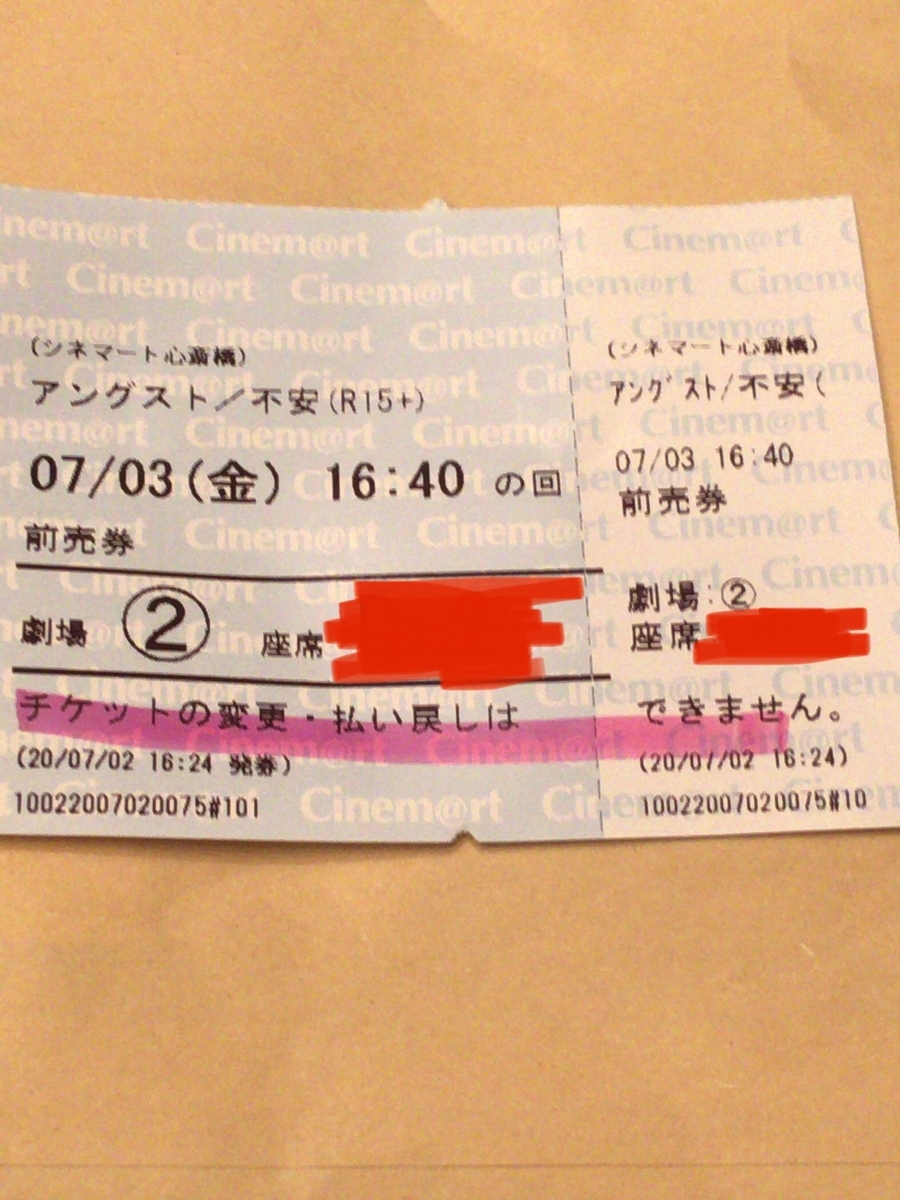 Cinem@rt
(シネマート心斎橋)
アングスト/不安(R15+)
07/03(金) 16:40 の回
前売券
劇場 ② 座席
チケットの変更・払い戻しは できません。
(20/07/02 16:24 発券)
10022007020075#101
(シネマート心斎橋)
アングスト/不安(
07/03 16:40
前売券
劇場:②
座席
(20/07/02 16:24)
10022007020075#10